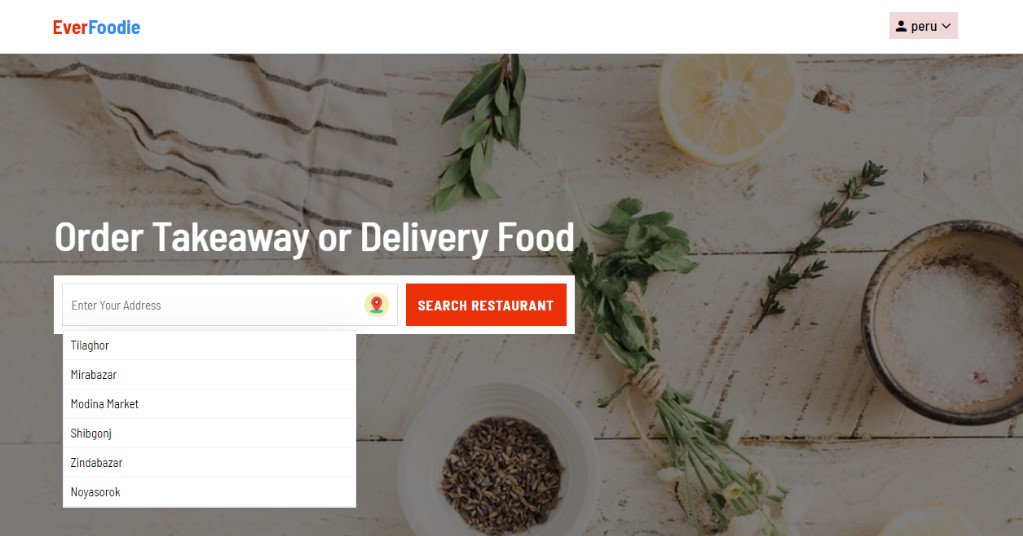 EverFoodie
peru
Order Takeaway or Delivery Food
Enter Your Address
SEARCH RESTAURANT
Tilaghor
Mirabazar
Modina Market
Shibgonj
Zindabazar
Noyasorok